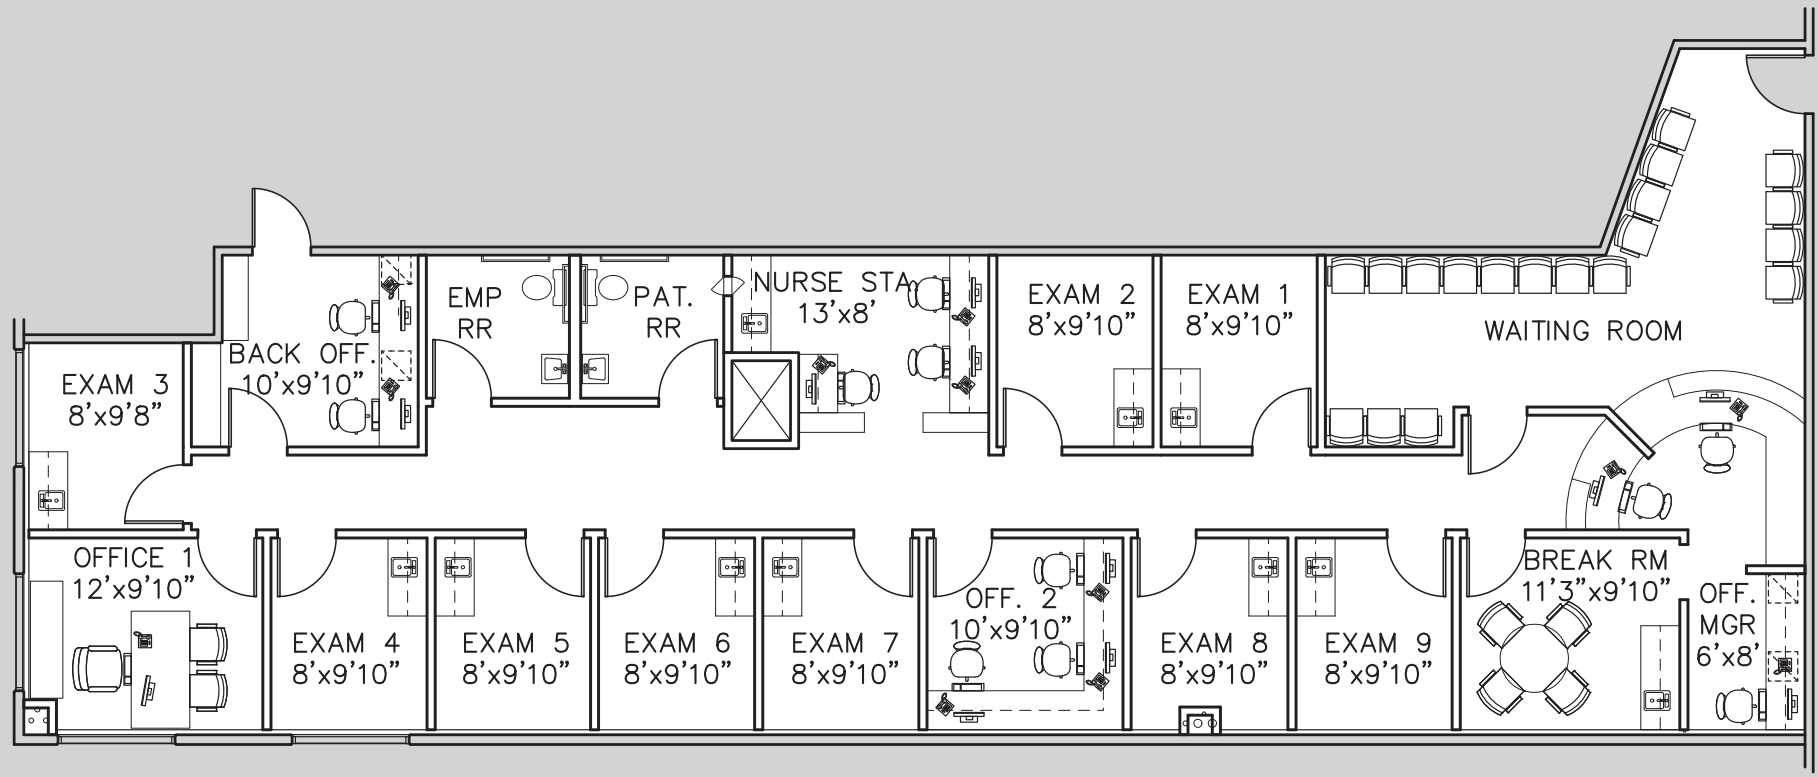 NURSE STA
13'x8'
EMP
RR
PAT.
RR
EXAM 2
8'x9'10"
EXAM 1
8'x9'10"
WAITING ROOM
BACK OFF.
10'x9'10"
EXAM 3
8'x9'8"
OFFICE 1
12'x9'10"
EXAM 4
8'x9'10"
EXAM 5
8'x9'10"
EXAM 6
8'x9'10"
EXAM 7
8'x9'10"
OFF. 2
10'x9'10"
EXAM 8
8'x9'10"
EXAM 9
8'x9'10"
BREAK RM
11'3"x9'10"
OFF.
MGR
6'x8'